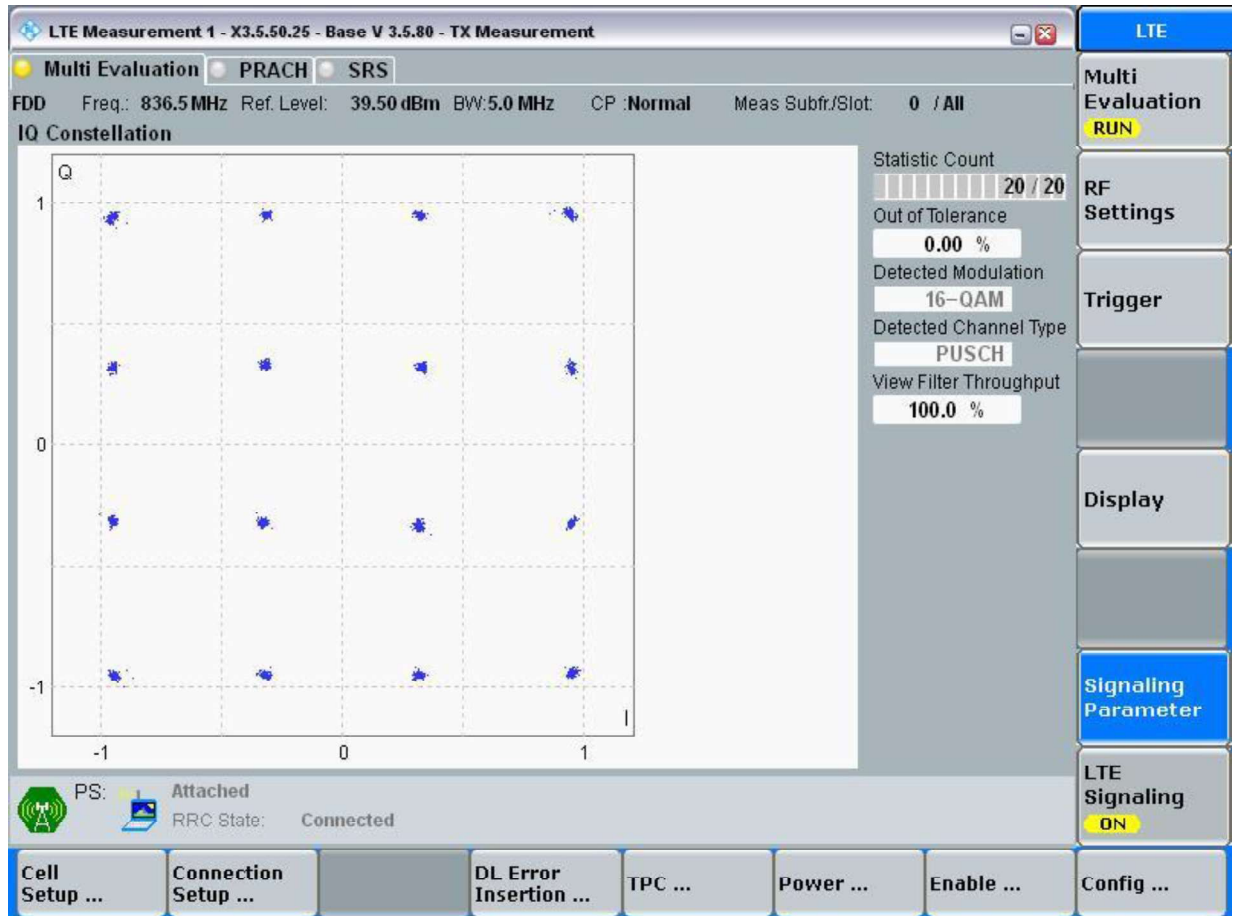 LTE Measurement 1 - X3.5.50.25 - Base V 3.5.80 - TX Measurement
LTE
Multi Evaluation PRACH SRS
FDD Freq.: 836.5 MHz Ref. Level: 39.50 dBm BW:5.0 MHz CP :Normal Meas Subfr./Slot: 0 / All
IQ Constellation
Q
1
0
-1
I
-1 0 1
Statistic Count
20 / 20
Out of Tolerance
0.00 %
Detected Modulation
16-QAM
Detected Channel Type
PUSCH
View Filter Throughput
100.0 %
Multi
Evaluation
RUN
RF
Settings
Trigger
Display
Signaling
Parameter
LTE
Signaling
ON
PS: Attached
RRC State: Connected
Cell
Setup ...
Connection
Setup ...
DL Error
Insertion ...
TPC ...
Power ...
Enable ...
Config ...